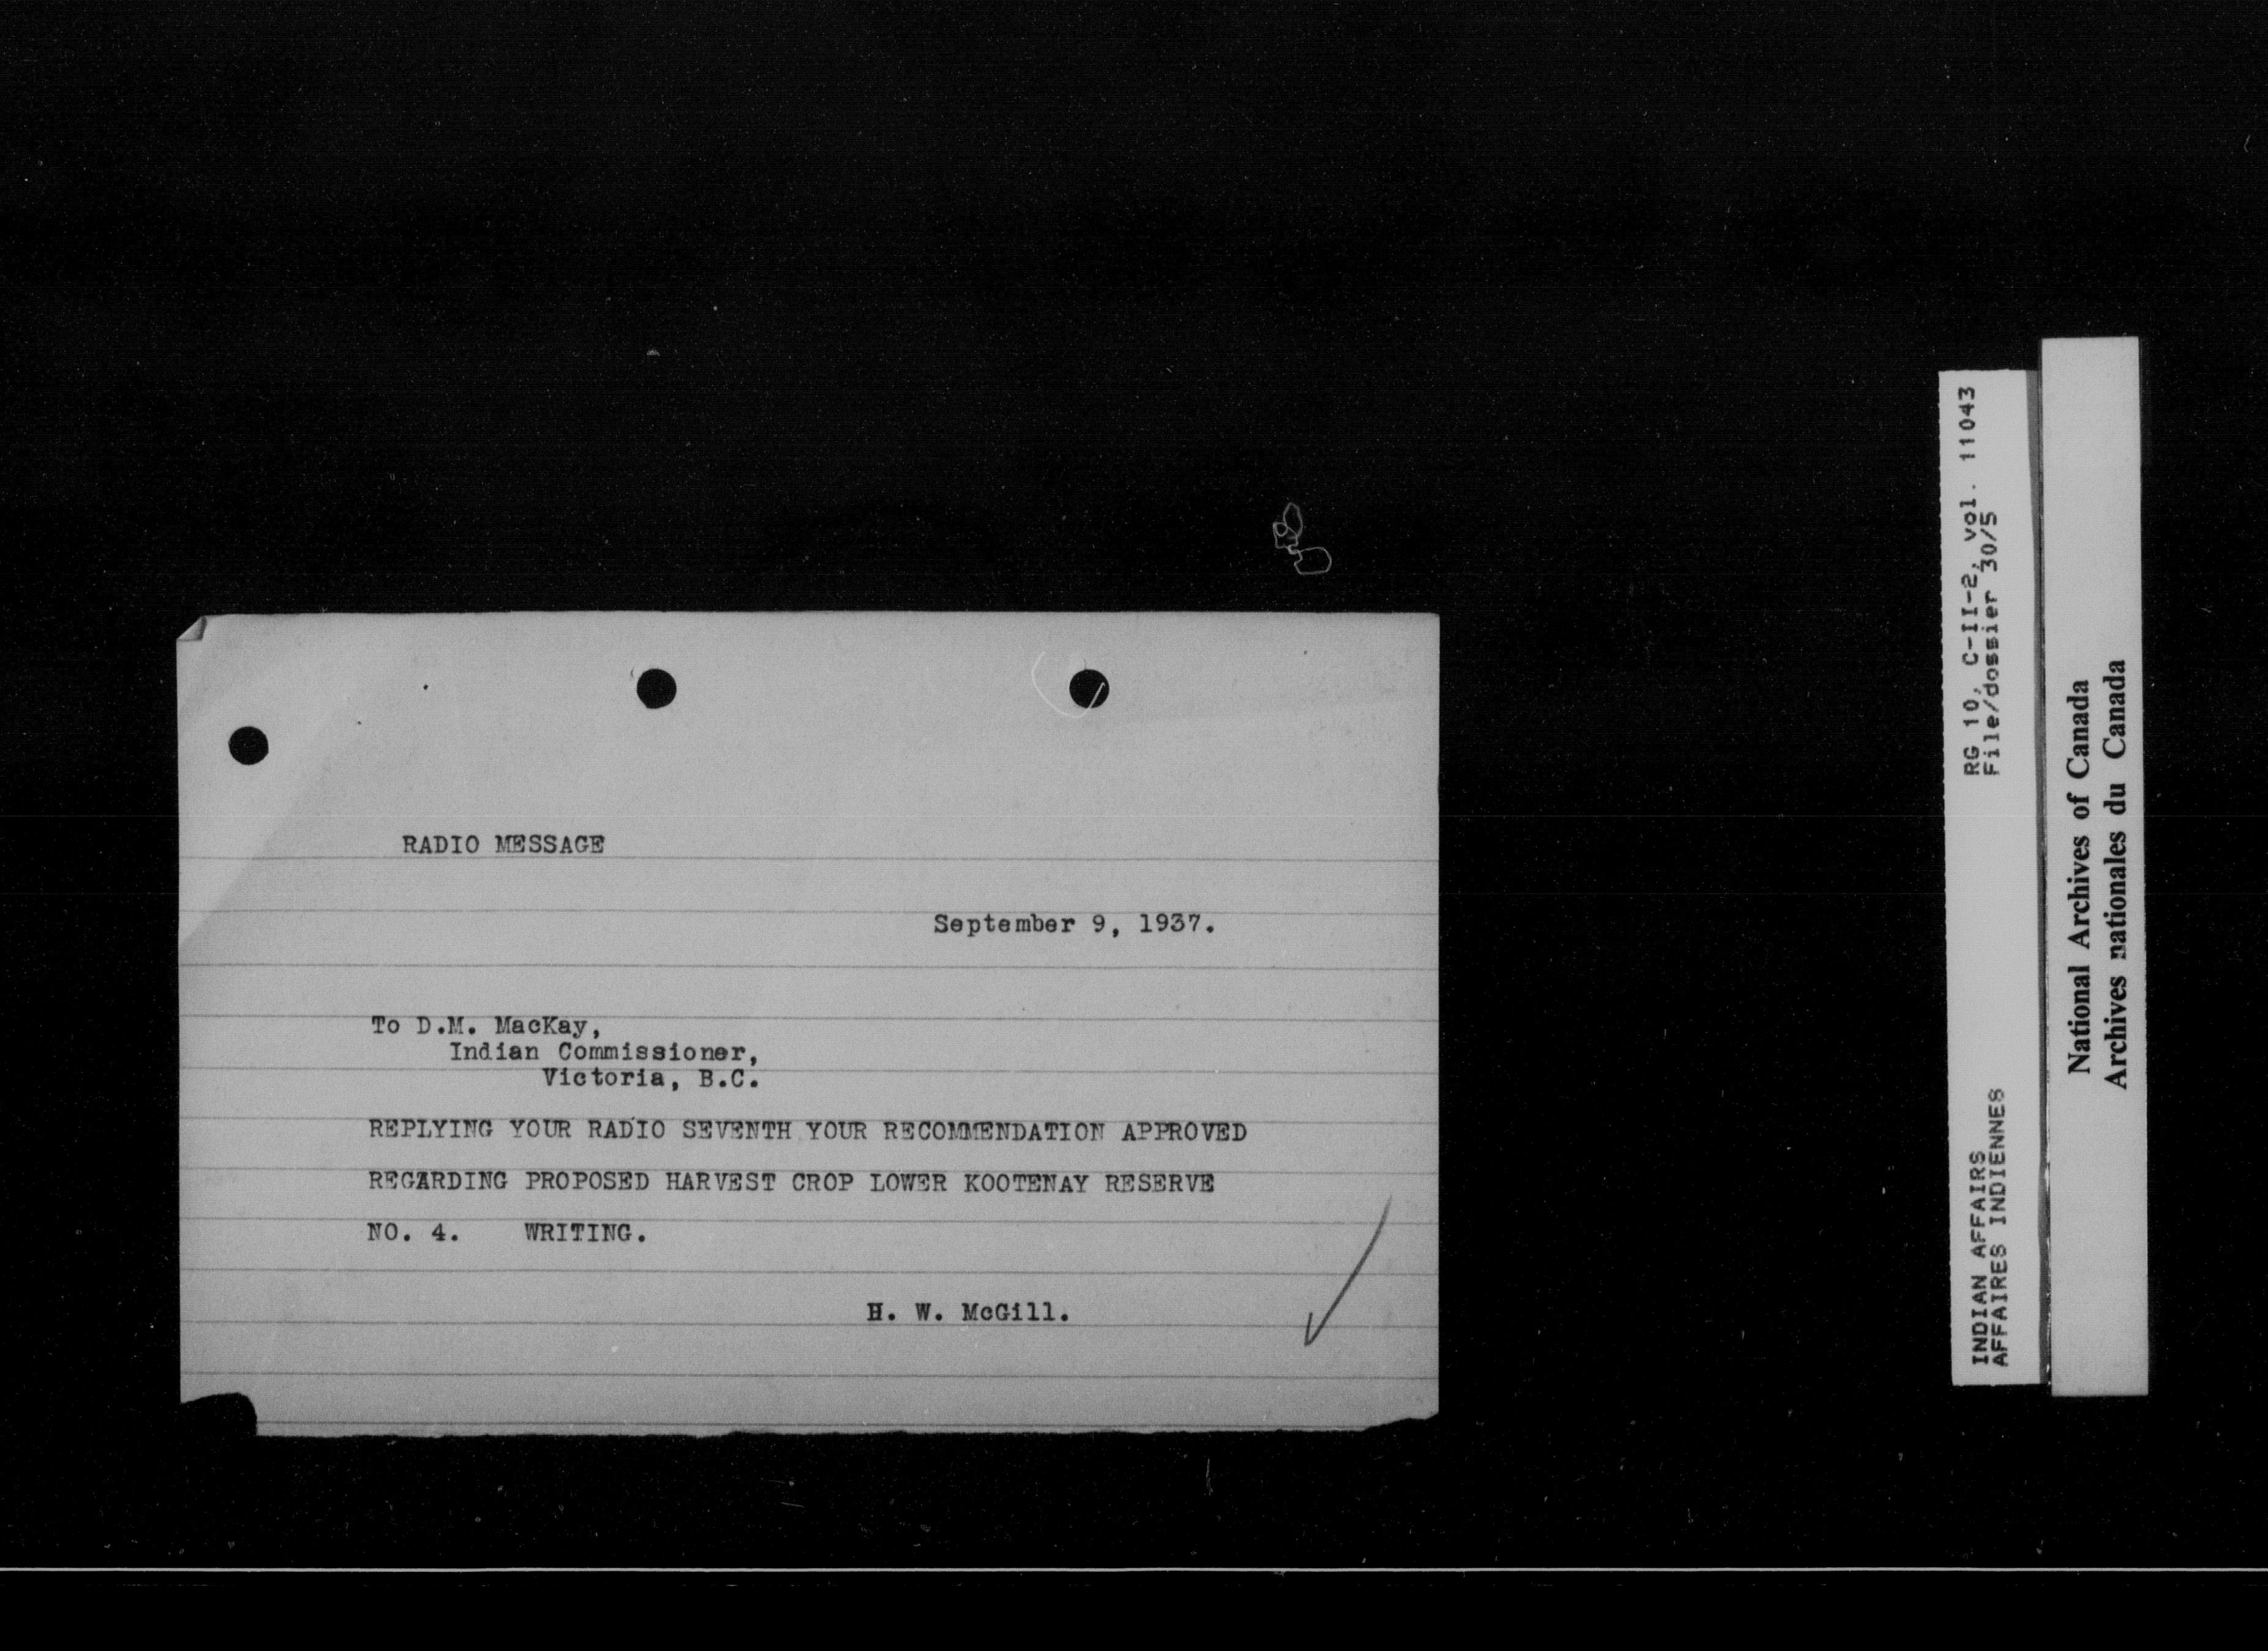 RADIO MESSAGE
September 9, 1937.
To D.M. MacKay,
Indian Commissioner,
Victoria, B.C.
REPLYING YOUR RADIO SEVENTH YOUR RECOMMENDATION APPROVED
REGARDING PROPOSED HARVEST CROP LOWER KOOTENAY RESERVE
NO. 4. WRITING.
H. W. McGill.
INDIAN AFFAIRS RG 10, C-II-2, vol. 11043
AFFAIRES INDIENNES File/dossier 30/5
National Archives of Canada
Archives nationales du Canada